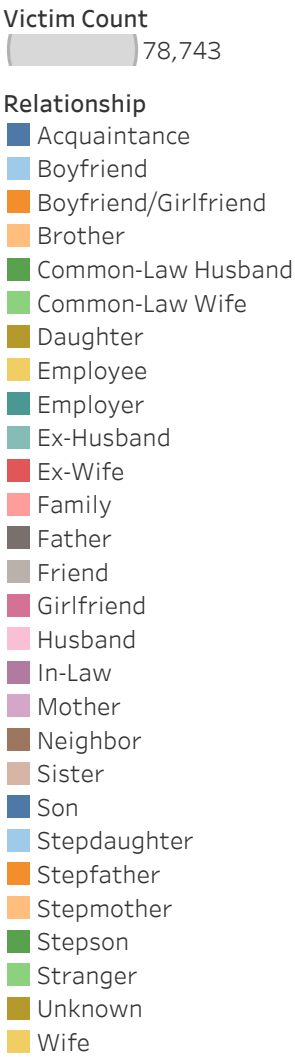 Victim Count
78,743
Relationship
Acquaintance
Boyfriend
Boyfriend/Girlfriend
Brother
Common-Law Husband
Common-Law Wife
Daughter
Employee
Employer
Ex-Husband
Ex-Wife
Family
Father
Friend
Girlfriend
Husband
In-Law
Mother
Neighbor
Sister
Son
Stepdaughter
Stepfather
Stepmother
Stepson
Stranger
Unknown
Wife